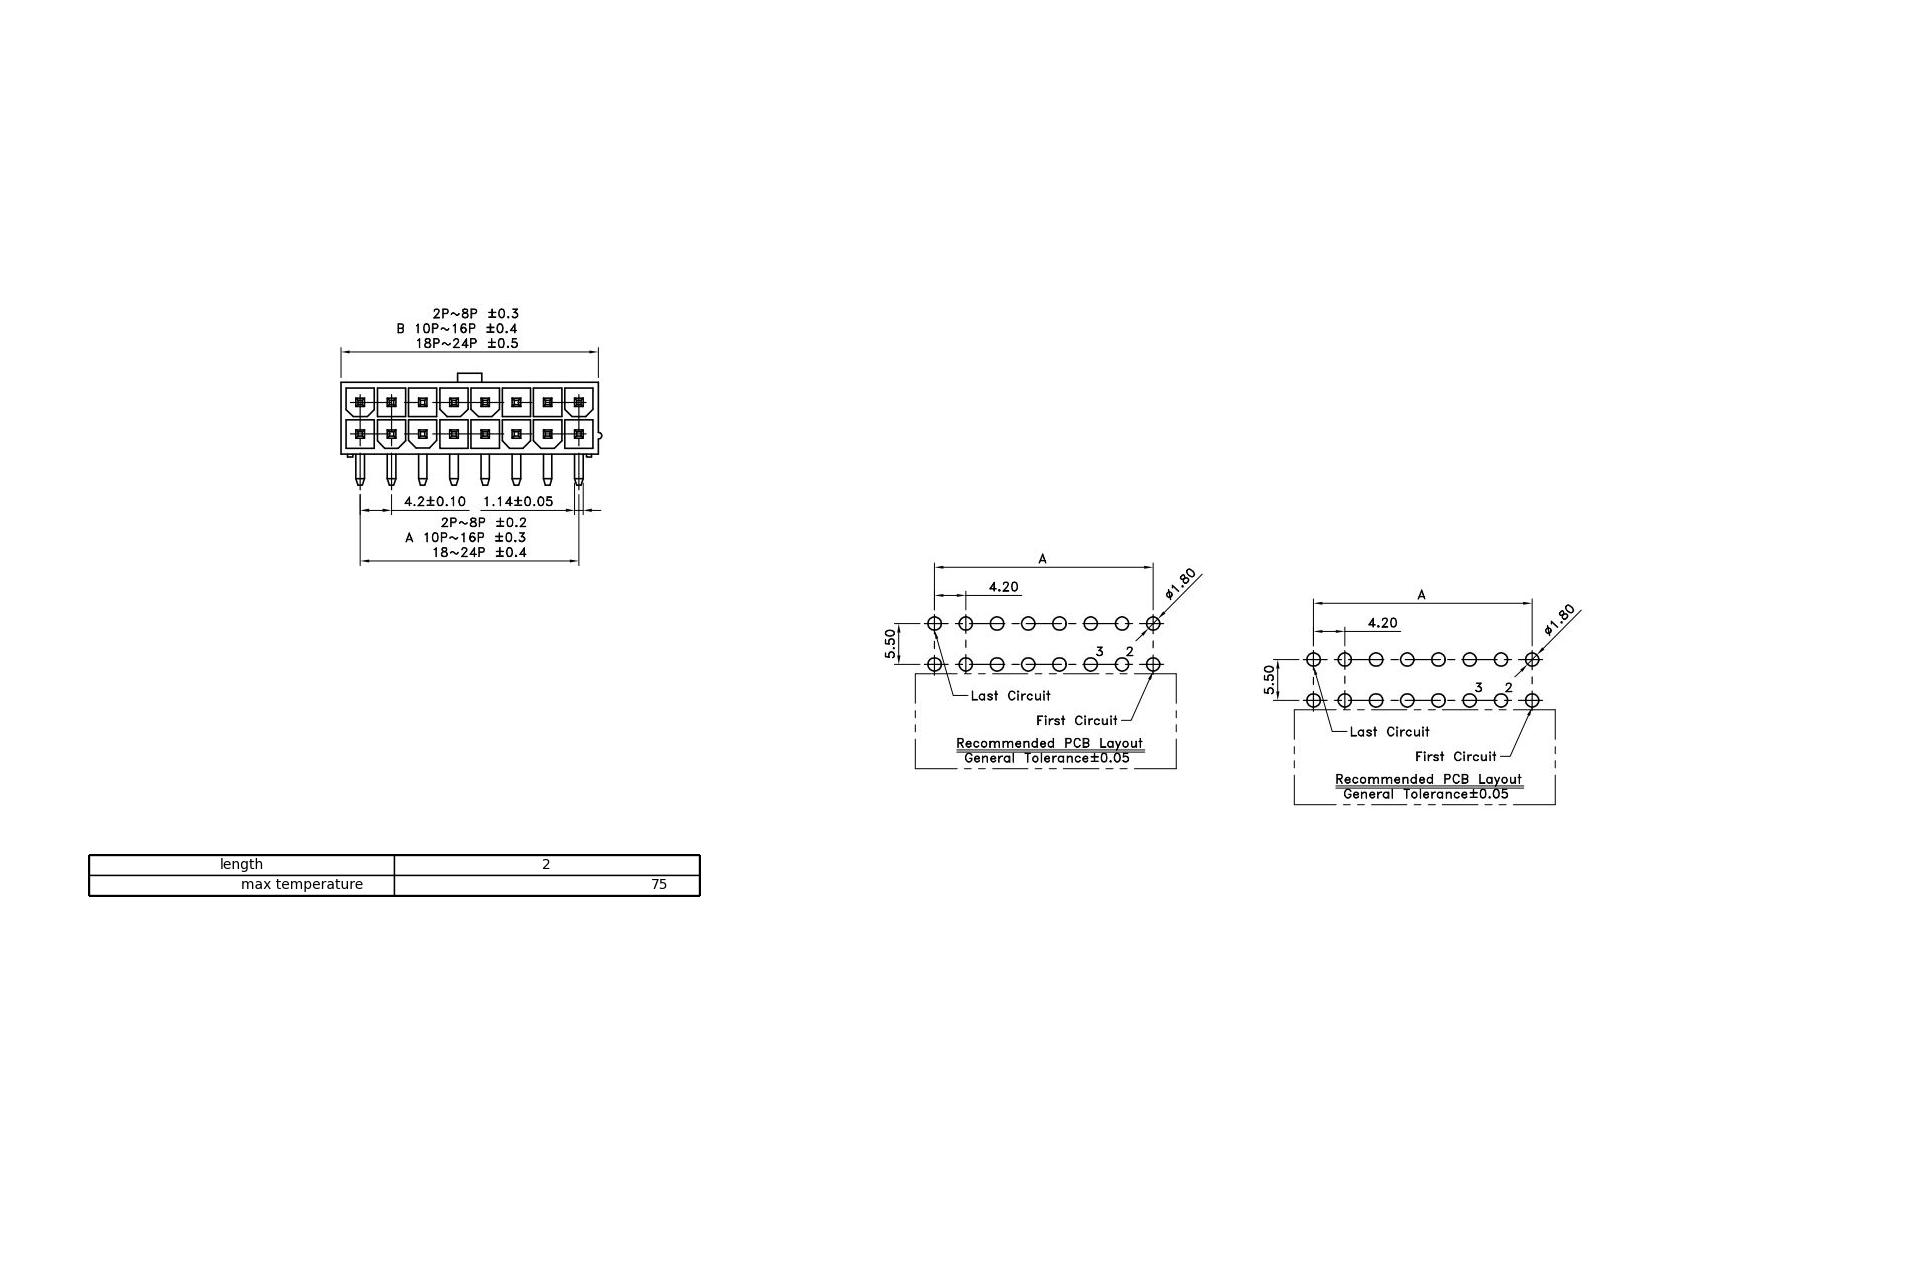 2P~8P ±0.3
B 10P~16P ±0.4
18P~24P ±0.5
4.2±0.10 1.14±0.05
2P~8P ±0.2
A 10P~16P ±0.3
18~24P ±0.4
A
4.20
ø1.80
5.50
3 2
Last Circuit
First Circuit
Recommended PCB Layout
General Tolerance±0.05
A
4.20
ø1.80
5.50
3 2
Last Circuit
First Circuit
Recommended PCB Layout
General Tolerance±0.05
length 2
max temperature 75